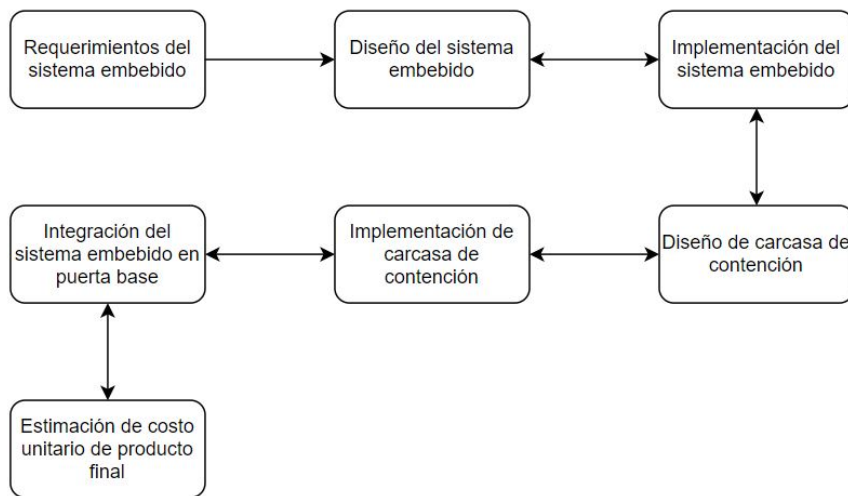 Requerimientos del
sistema embebido
Diseño del sistema
embebido
Implementación del
sistema embebido
Integración del
sistema embebido en
puerta base
Implementación de
carcasa de
contención
Diseño de carcasa de
contención
Estimación de costo
unitario de producto
final